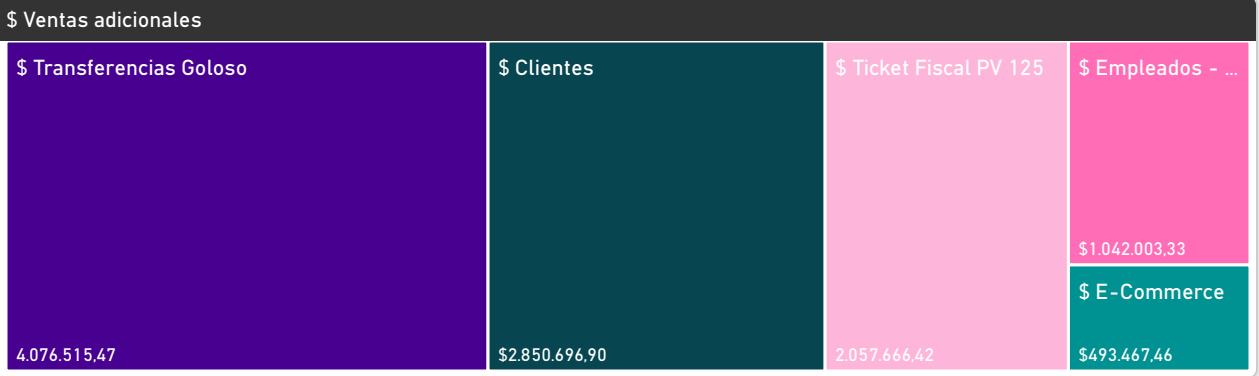 $ Ventas adicionales
$ Transferencias Goloso
4.076.515,47
$ Clientes
$2.850.696,90
$ Ticket Fiscal PV 125
2.057.666,42
$ Empleados - ...
$1.042.003,33
$ E-Commerce
$493.467,46